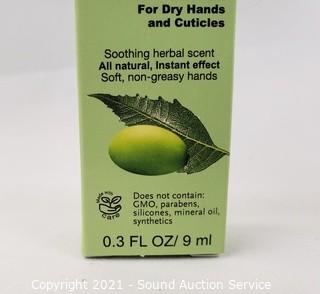 For Dry Hands
and Cuticles
Soothing herbal scent
All natural, Instant effect
Soft, non-greasy hands
Made with
care
Does not contain:
GMO, parabens,
silicones, mineral oil,
synthetics
0.3 FL OZ/ 9 ml
Copyright 2021 - Sound Auction Service